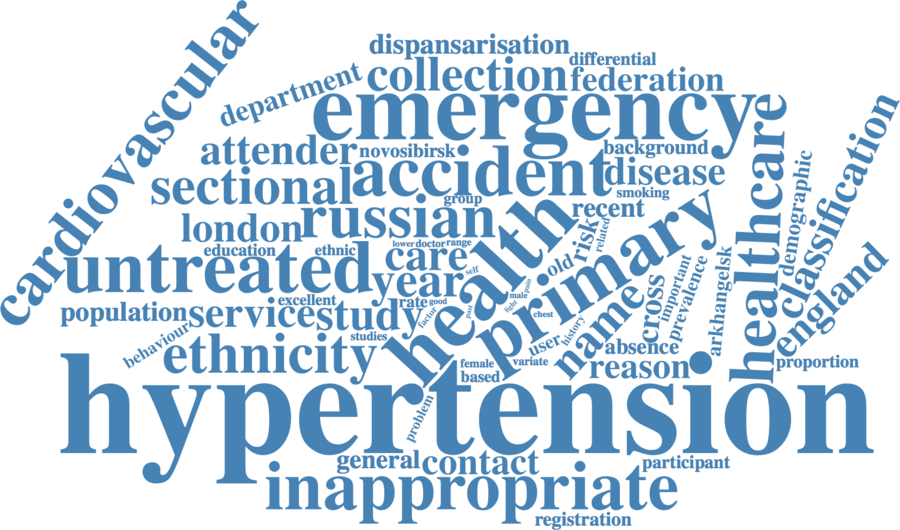 cardiovascular
dispansarisation
differential
department
collection
federation
emergency
attender
novosibirsk
background
sectional
accident
disease
smoking
group
recent
london
russian
health
primary
risk
related
healthcare
demographic
classification
england
education
ethnic
lower
doctor
range
untreated
care
year
self
old
population
services
excellent
study
rate
good
factor
past
light
male
pain
chest
cross
important
prevalence
arkhangelsk
behaviour
ethnicity
studies
name
user
history
absence
reason
proportion
female
variate
based
hypertension
problem
general
contact
participant
inappropriate
registration